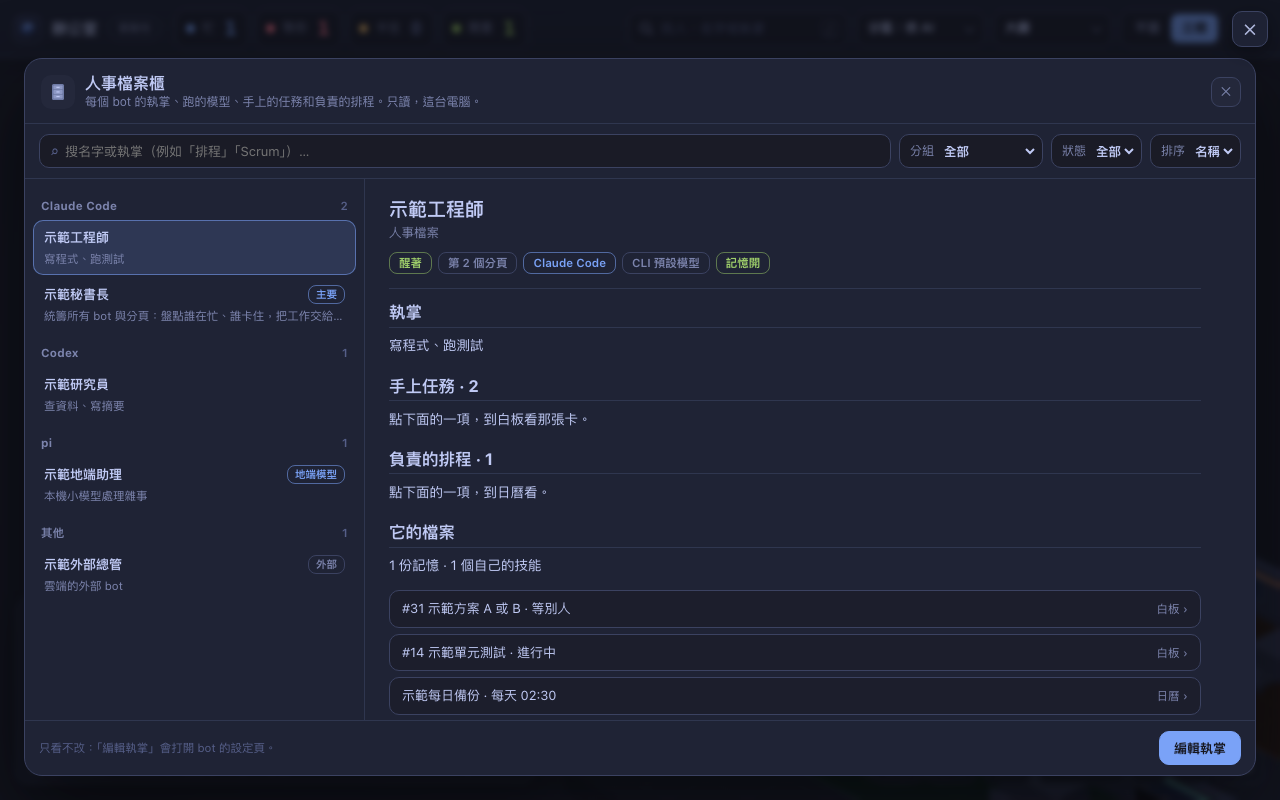 人事檔案櫃
每個 bot 的執掌、跑的模型、手上的任務和負責的排程。只讀，這台電腦。
搜名字或執掌（例如「排程」「Scrum」）…
分組 全部
狀態 全部
排序 名稱
Claude Code 2
示範工程師
寫程式、跑測試
示範秘書長 主要
統籌所有 bot 與分頁：盤點誰在忙、誰卡住，把工作交給…
Codex 1
示範研究員
查資料、寫摘要
pi 1
示範地端助理 地端模型
本機小模型處理雜事
其他 1
示範外部總管 外部
雲端的外部 bot
示範工程師
人事檔案
醒著 第 2 個分頁 Claude Code CLI 預設模型 記憶開
執掌
寫程式、跑測試
手上任務 · 2
點下面的一項，到白板看那張卡。
負責的排程 · 1
點下面的一項，到日曆看。
它的檔案
1 份記憶 · 1 個自己的技能
#31 示範方案 A 或 B · 等別人 白板 ›
#14 示範單元測試 · 進行中 白板 ›
示範每日備份 · 每天 02:30 日曆 ›
只看不改：「編輯執掌」會打開 bot 的設定頁。
編輯執掌